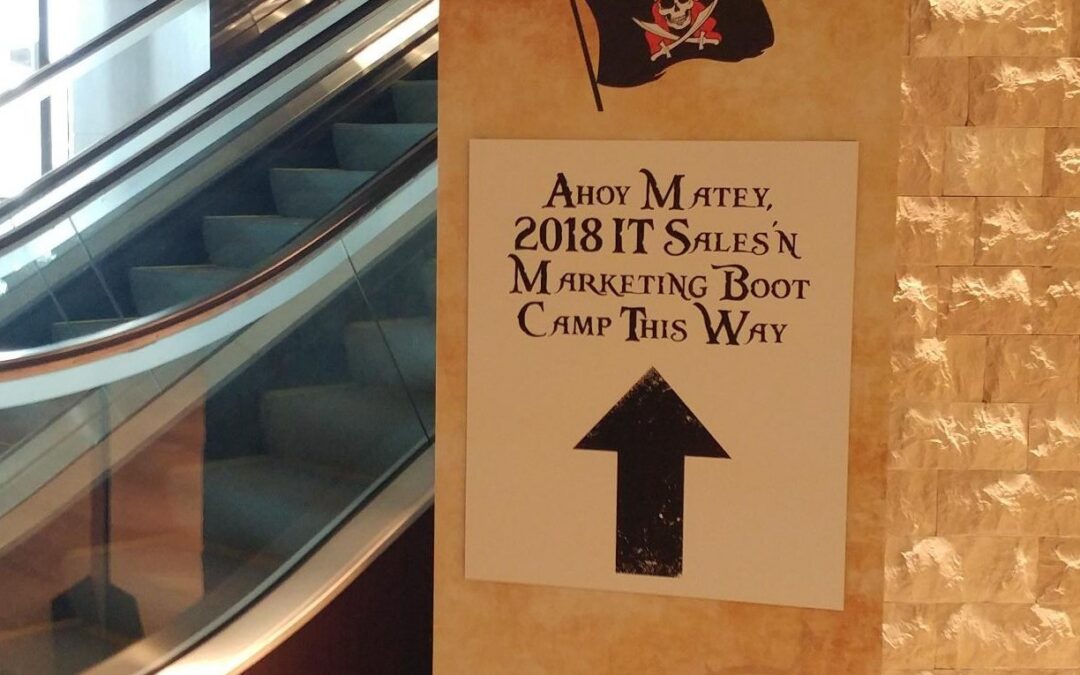 Ahoy Matey,
2018 IT Sales'n
Marketing Boot
Camp This Way